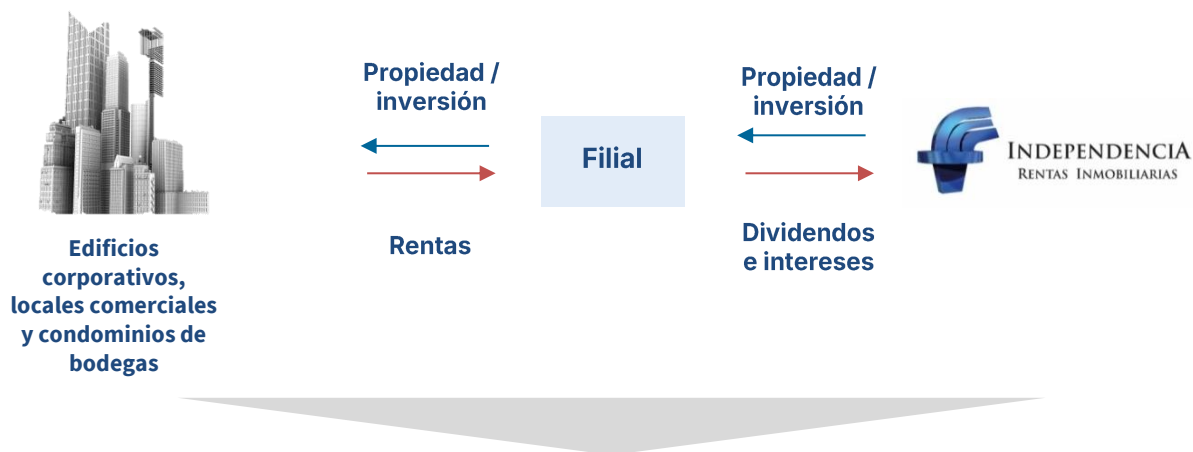 Propiedad /
inversión
Propiedad /
inversión
Filial
INDEPENDENCIA
RENTAS INMOBILIARIAS
Rentas
Dividendos
e intereses
Edificios
corporativos,
locales comerciales
y condominios de
bodegas